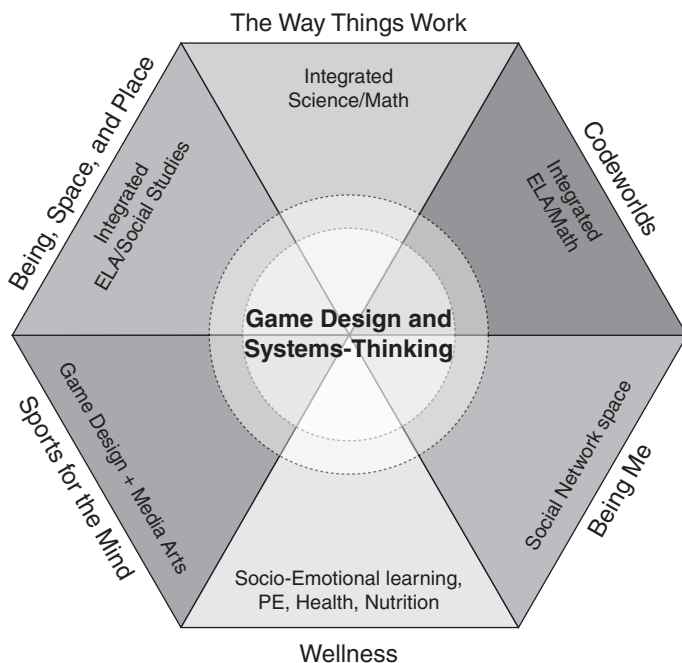 The Way Things Work
Integrated
Science/Math
Being, Space, and Place
Integrated
ELA/Social Studies
Codeworlds
Integrated
ELA/Math
Game Design and
Systems-Thinking
Sports for the Mind
Game Design + Media Arts
Social Network space
Being Me
Socio-Emotional learning,
PE, Health, Nutrition
Wellness